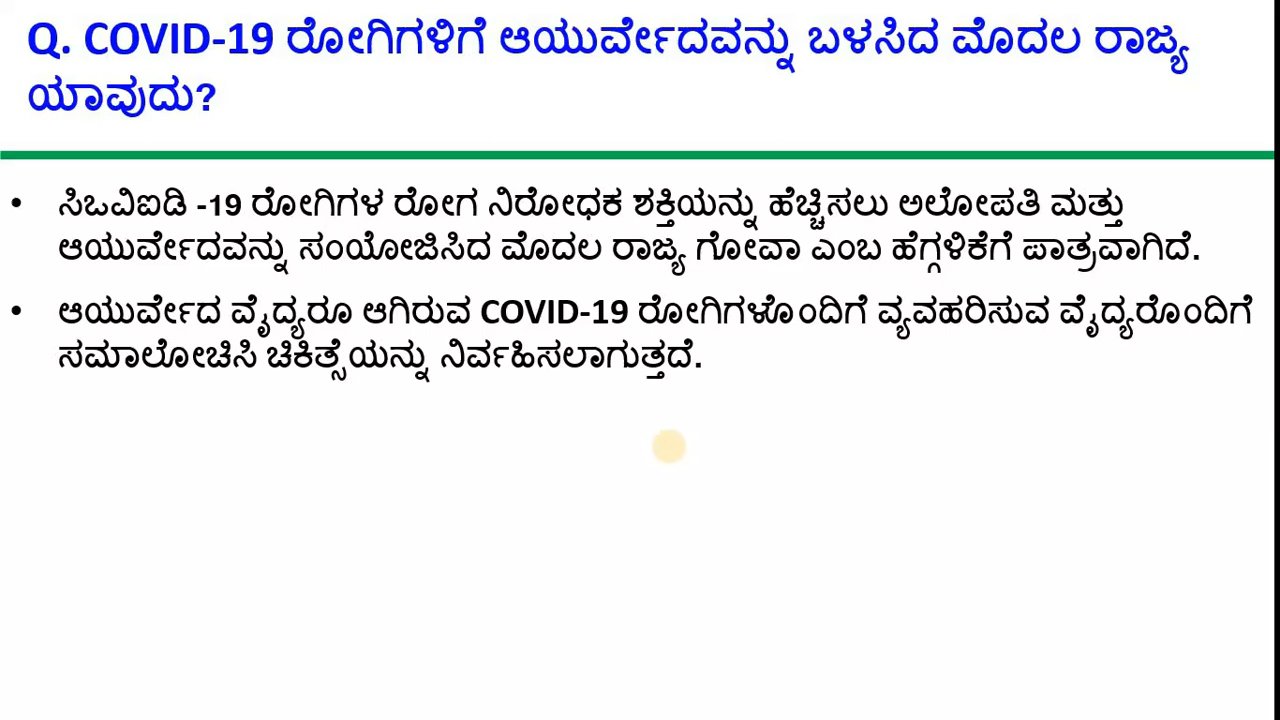 Q. COVID-19 ರೋಗಿಗಳಿಗೆ ಆಯುರ್ವೇದವನ್ನು ಬಳಸಿದ ಮೊದಲ ರಾಜ್ಯ
ಯಾವುದು?
• ಸಿಒವಿಐಡಿ -19 ರೋಗಿಗಳ ರೋಗ ನಿರೋಧಕ ಶಕ್ತಿಯನ್ನು ಹೆಚ್ಚಿಸಲು ಅಲೋಪತಿ ಮತ್ತು
ಆಯುರ್ವೇದವನ್ನು ಸಂಯೋಜಿಸಿದ ಮೊದಲ ರಾಜ್ಯ ಗೋವಾ ಎಂಬ ಹೆಗ್ಗಳಿಕೆಗೆ ಪಾತ್ರವಾಗಿದೆ.
• ಆಯುರ್ವೇದ ವೈದ್ಯರೂ ಆಗಿರುವ COVID-19 ರೋಗಿಗಳೊಂದಿಗೆ ವ್ಯವಹರಿಸುವ ವೈದ್ಯರೊಂದಿಗೆ
ಸಮಾಲೋಚಿಸಿ ಚಿಕಿತ್ಸೆಯನ್ನು ನಿರ್ವಹಿಸಲಾಗುತ್ತದೆ.